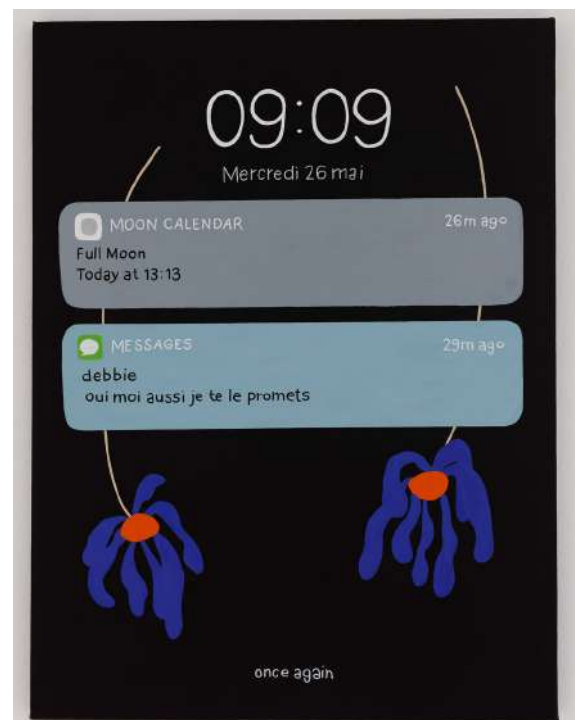 09:09
Mercredi 26 mai
MOON CALENDAR 26m ago
Full Moon
Today at 13:13
MESSAGES 29m ago
debbie
oui moi aussi je te le promets
once again